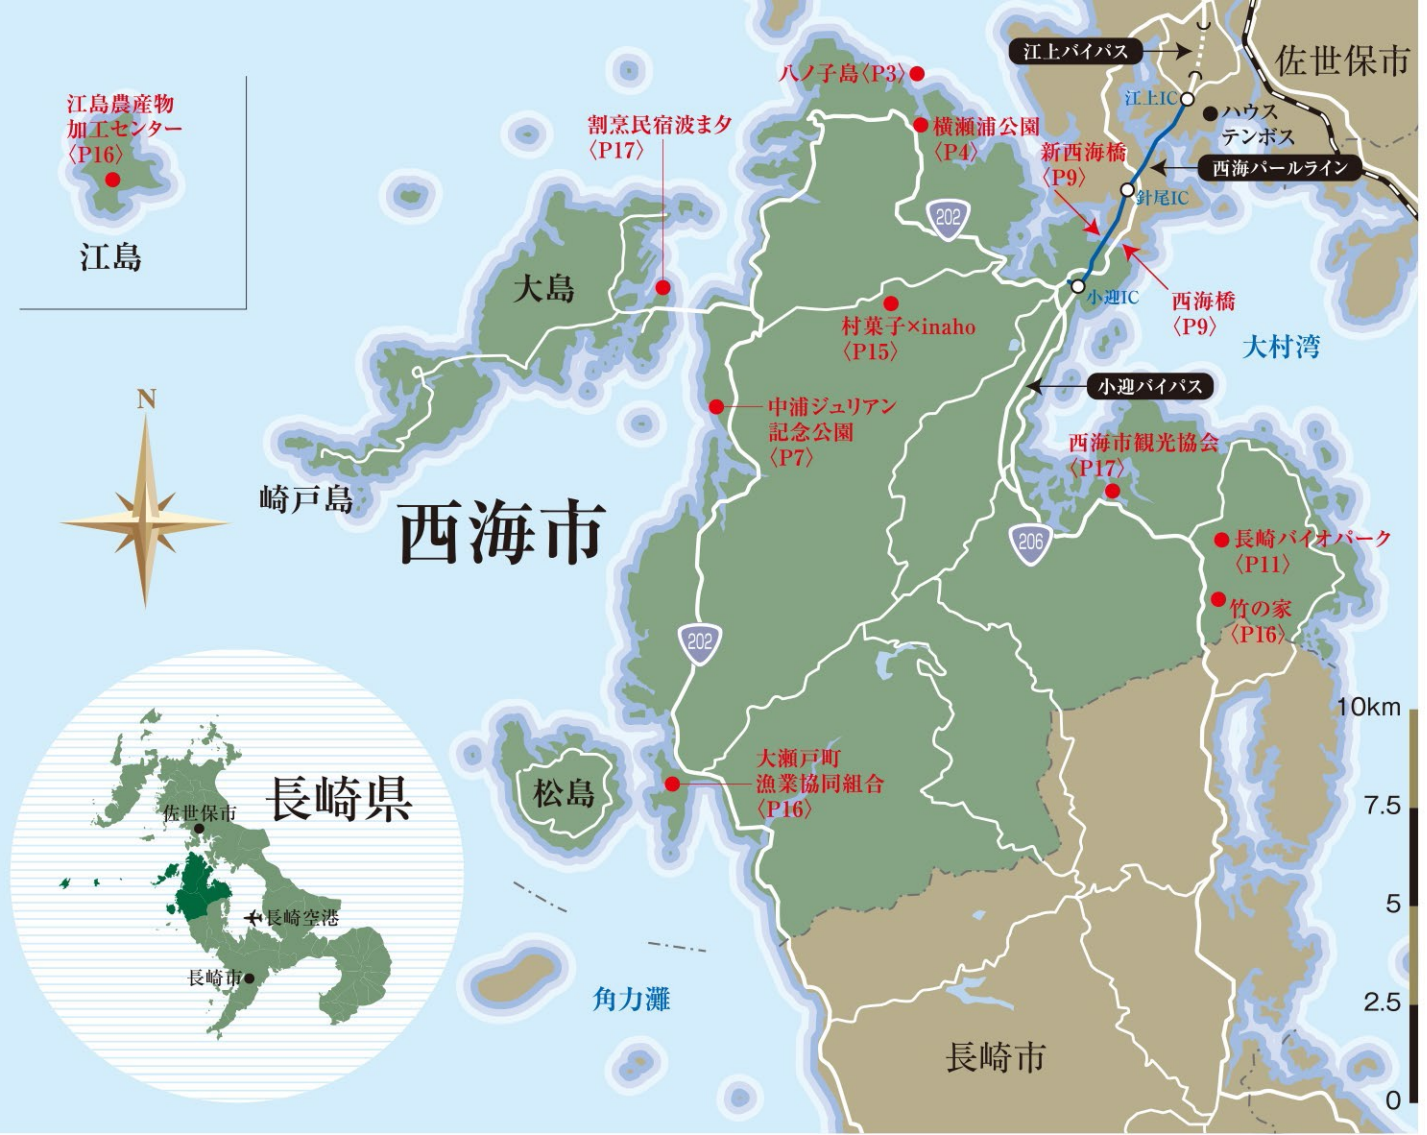 江島農産物
加工センター
〈P16〉
江島
割烹民宿波まタ
〈P17〉
八ノ子島〈P3〉
横瀬浦公園
〈P4〉
江上バイパス
佐世保市
江上IC
ハウス
テンボス
新西海橋
〈P9〉
西海パールライン
針尾IC
202
大島
小迎IC
西海橋
〈P9〉
村菓子×inaho
〈P15〉
大村湾
小迎バイパス
N
中浦ジュリアン
記念公園
〈P7〉
西海市観光協会
〈P17〉
崎戸島
西海市
206
長崎バイオパーク
〈P11〉
竹の家
〈P16〉
202
大瀬戸町
漁業協同組合
〈P16〉
松島
長崎県
佐世保市
長崎空港
長崎市
角力灘
長崎市
10km
7.5
5
2.5
0